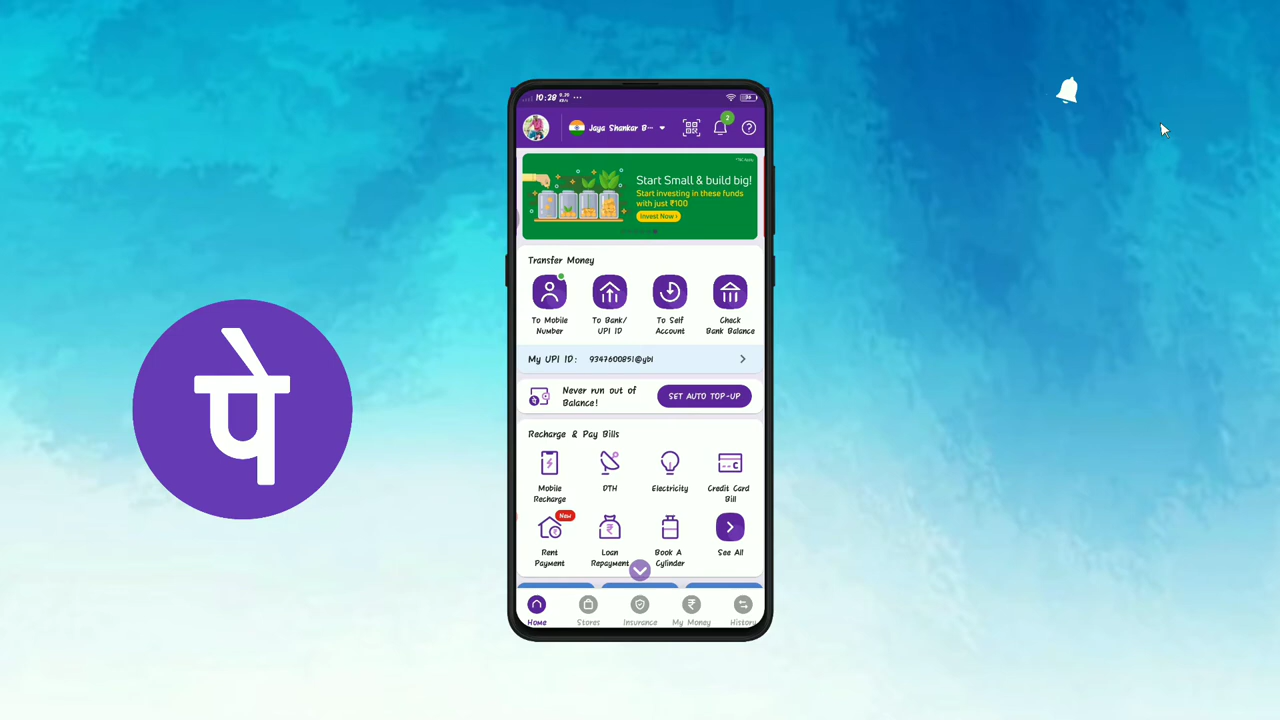 10:28
Jaya Shankar B...
2
*T&C Apply
Start Small & build big!
Start investing in these funds
with just ₹100
Invest Now ›
Transfer Money
To Mobile
Number
To Bank/
UPI ID
To Self
Account
Check
Bank Balance
My UPI ID: 9347600851@ybl
Never run out of
Balance!
SET AUTO TOP-UP
पे
Recharge & Pay Bills
Mobile
Recharge
DTH
Electricity
Credit Card
Bill
New
Rent
Payment
Loan
Repayment
Book A
Cylinder
See All
Home
Stores
Insurance
My Money
History